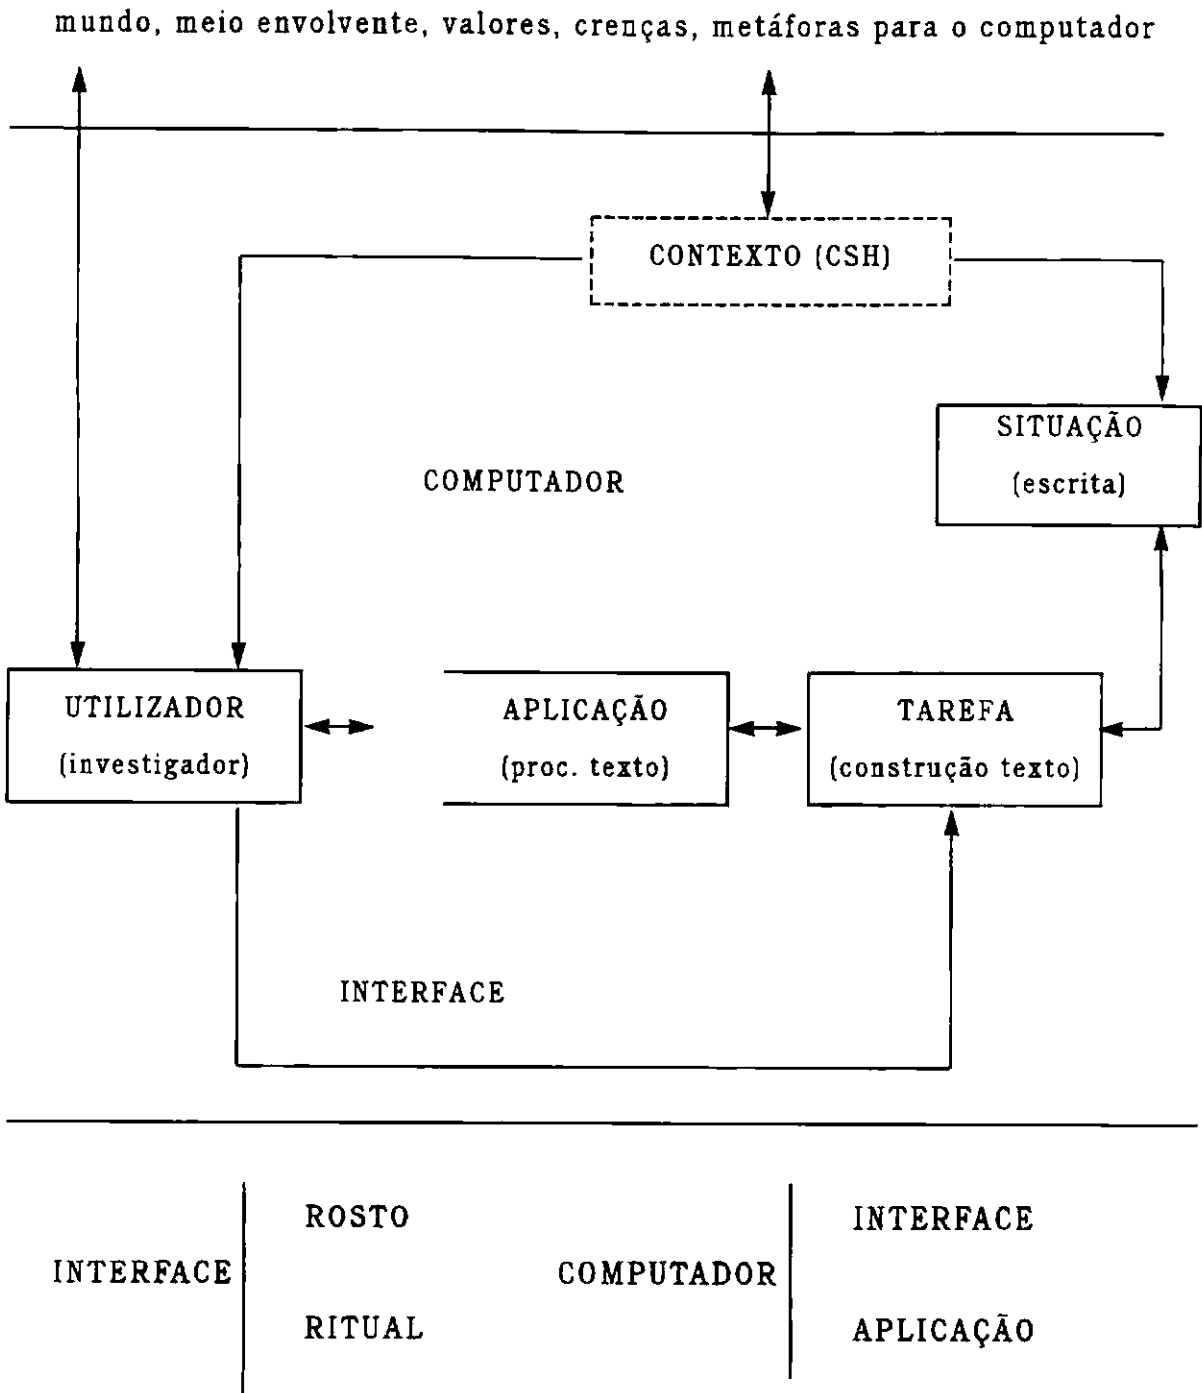 mundo, meio envolvente, valores, crenças, metáforas para o computador
CONTEXTO (CSH)
SITUAÇÃO
(escrita)
COMPUTADOR
UTILIZADOR
(investigador)
APLICAÇÃO
(proc. texto)
TAREFA
(construção texto)
INTERFACE
INTERFACE
ROSTO
RITUAL
COMPUTADOR
INTERFACE
APLICAÇÃO